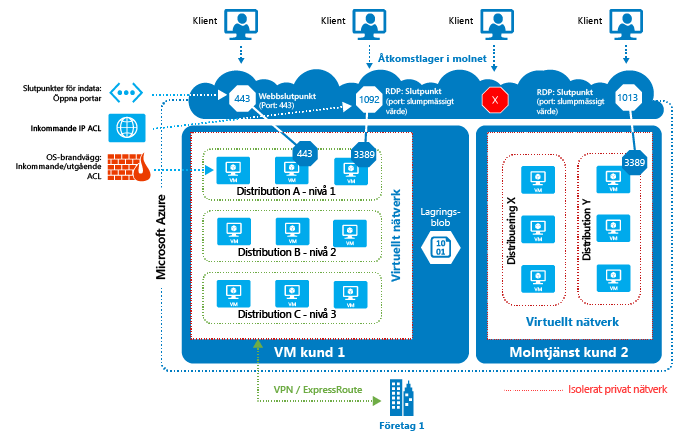 Klient
Klient
Klient
Klient
Åtkomstlager i molnet
Slutpunkter för indata:
Öppna portar
443
Webbslutpunkt
(Port: 443)
1092
RDP: Slutpunkt
(port: slumpmässigt
värde)
X
RDP: Slutpunkt
(port: slumpmässigt
värde)
1013
Inkommande IP ACL
OS-brandvägg:
Inkommande/utgående
ACL
Microsoft Azure
443
3389
3389
VM
VM
VM
Distribution A - nivå 1
VM
VM
VM
Distribution B - nivå 2
VM
VM
VM
Distribution C - nivå 3
Virtuellt nätverk
Lagrings-
blob
10
01
Distribuering X
VM
VM
VM
Distribution Y
VM
VM
VM
Virtuellt nätverk
VM kund 1
Molntjänst kund 2
VPN / ExpressRoute
Företag 1
Isolerat privat nätverk